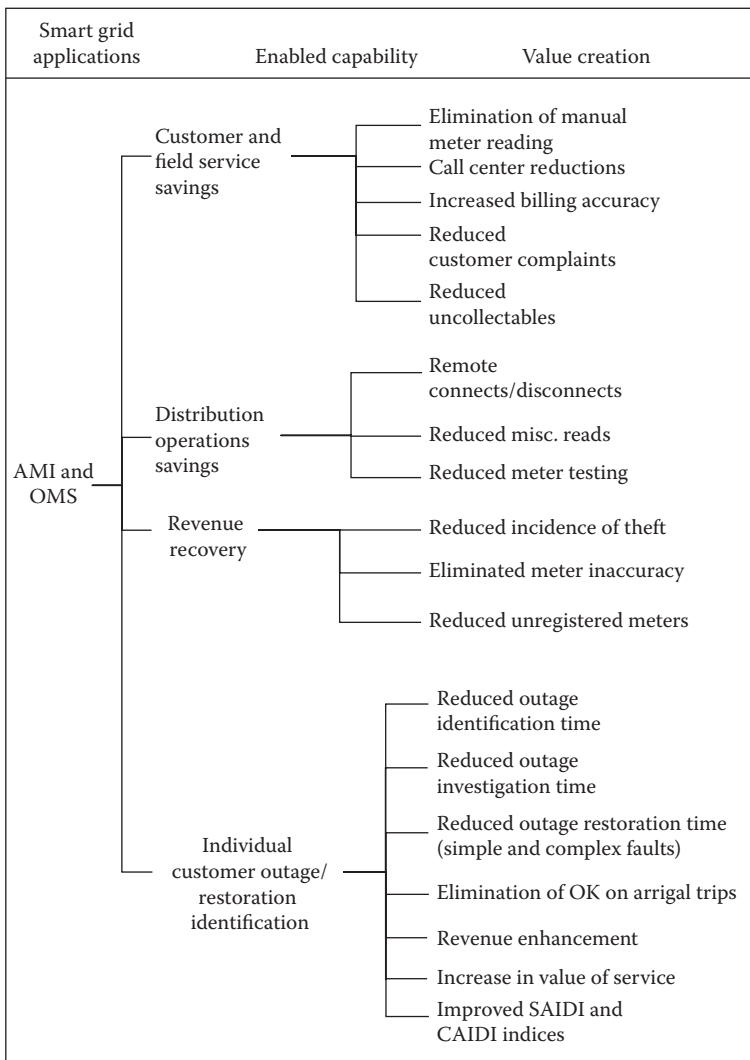 Smart grid
applications
Enabled capability
Value creation
AMI and
OMS
Customer and
field service
savings
Elimination of manual
meter reading
Call center reductions
Increased billing accuracy
Reduced
customer complaints
Reduced
uncollectables
Distribution
operations
savings
Remote
connects/disconnects
Reduced misc. reads
Reduced meter testing
Revenue
recovery
Reduced incidence of theft
Eliminated meter inaccuracy
Reduced unregistered meters
Individual
customer outage/
restoration
identification
Reduced outage
identification time
Reduced outage
investigation time
Reduced outage restoration time
(simple and complex faults)
Elimination of OK on arrigal trips
Revenue enhancement
Increase in value of service
Improved SAIDI and
CAIDI indices